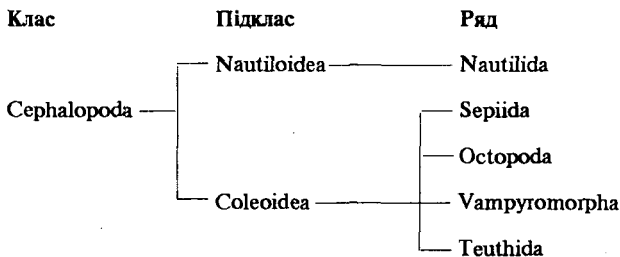 Клас Підклас Ряд
Nautiloidea Nautilida
Cephalopoda Sepiida
Octopoda
Coleoidea Vampyromorpha
Teuthida